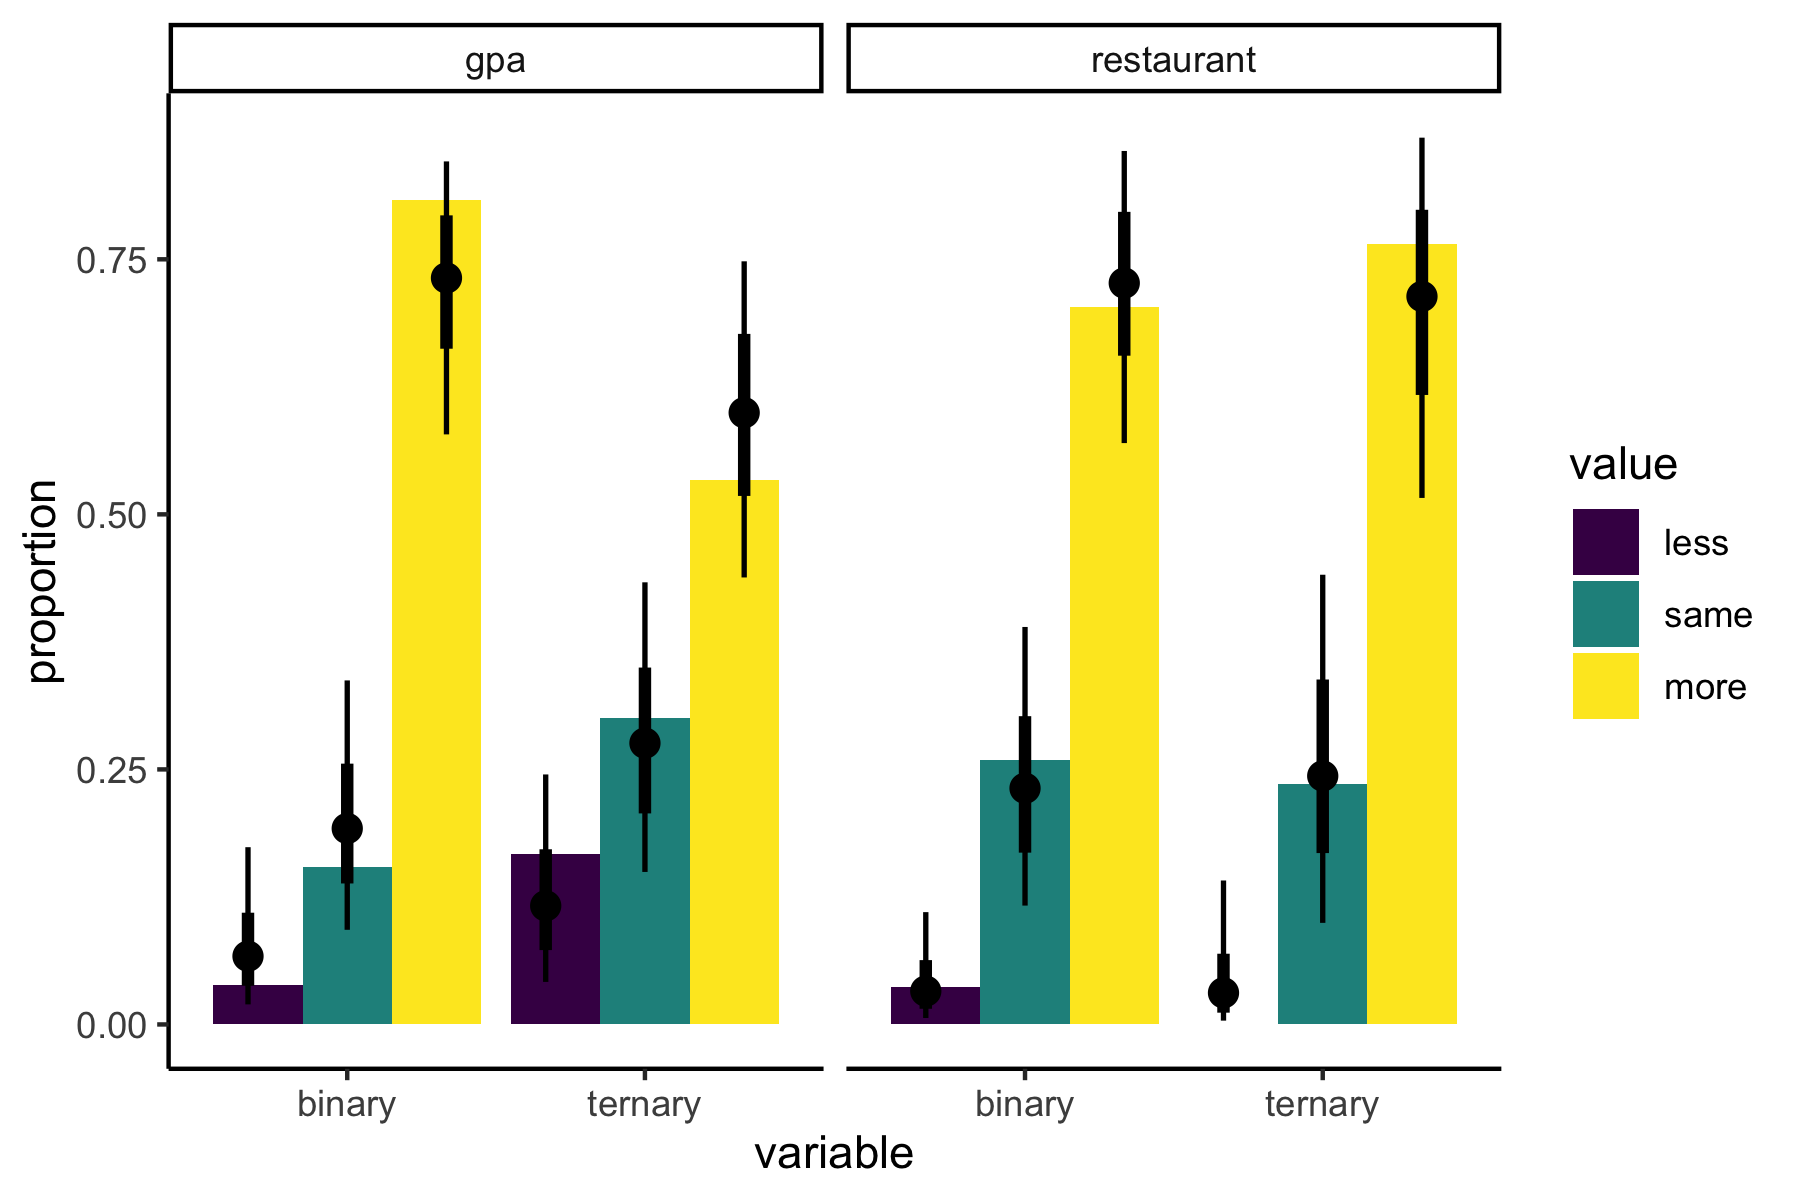 gpa
restaurant
proportion
0.75
0.50
0.25
0.00
binary
ternary
binary
ternary
variable
value
less
same
more